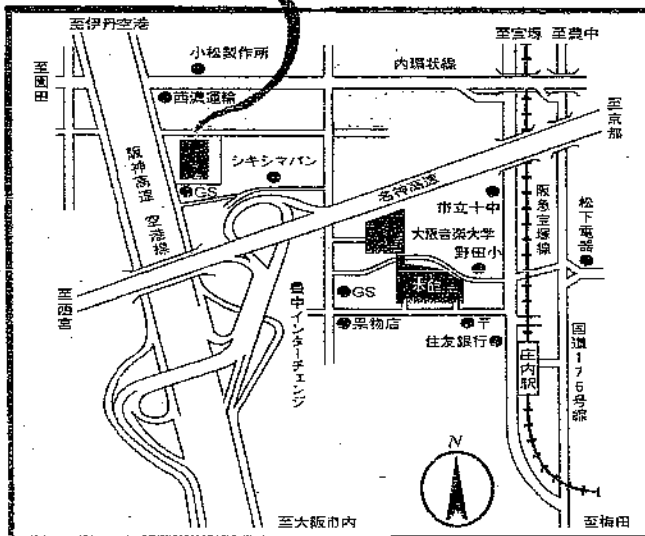 至伊丹空港
至宝塚
至豊中
小松製作所
内環状線
至園田
西濃運輸
至京都
阪神高速 空港線
シキシマパン
GS
名神高速
市立十中
阪急宝塚線
松下電器
大阪音楽大学
野田小
至西宮
豊中インターチェンジ
GS
果物店
〒
住友銀行
庄内駅
国道176号線
N
至大阪市内
至梅田